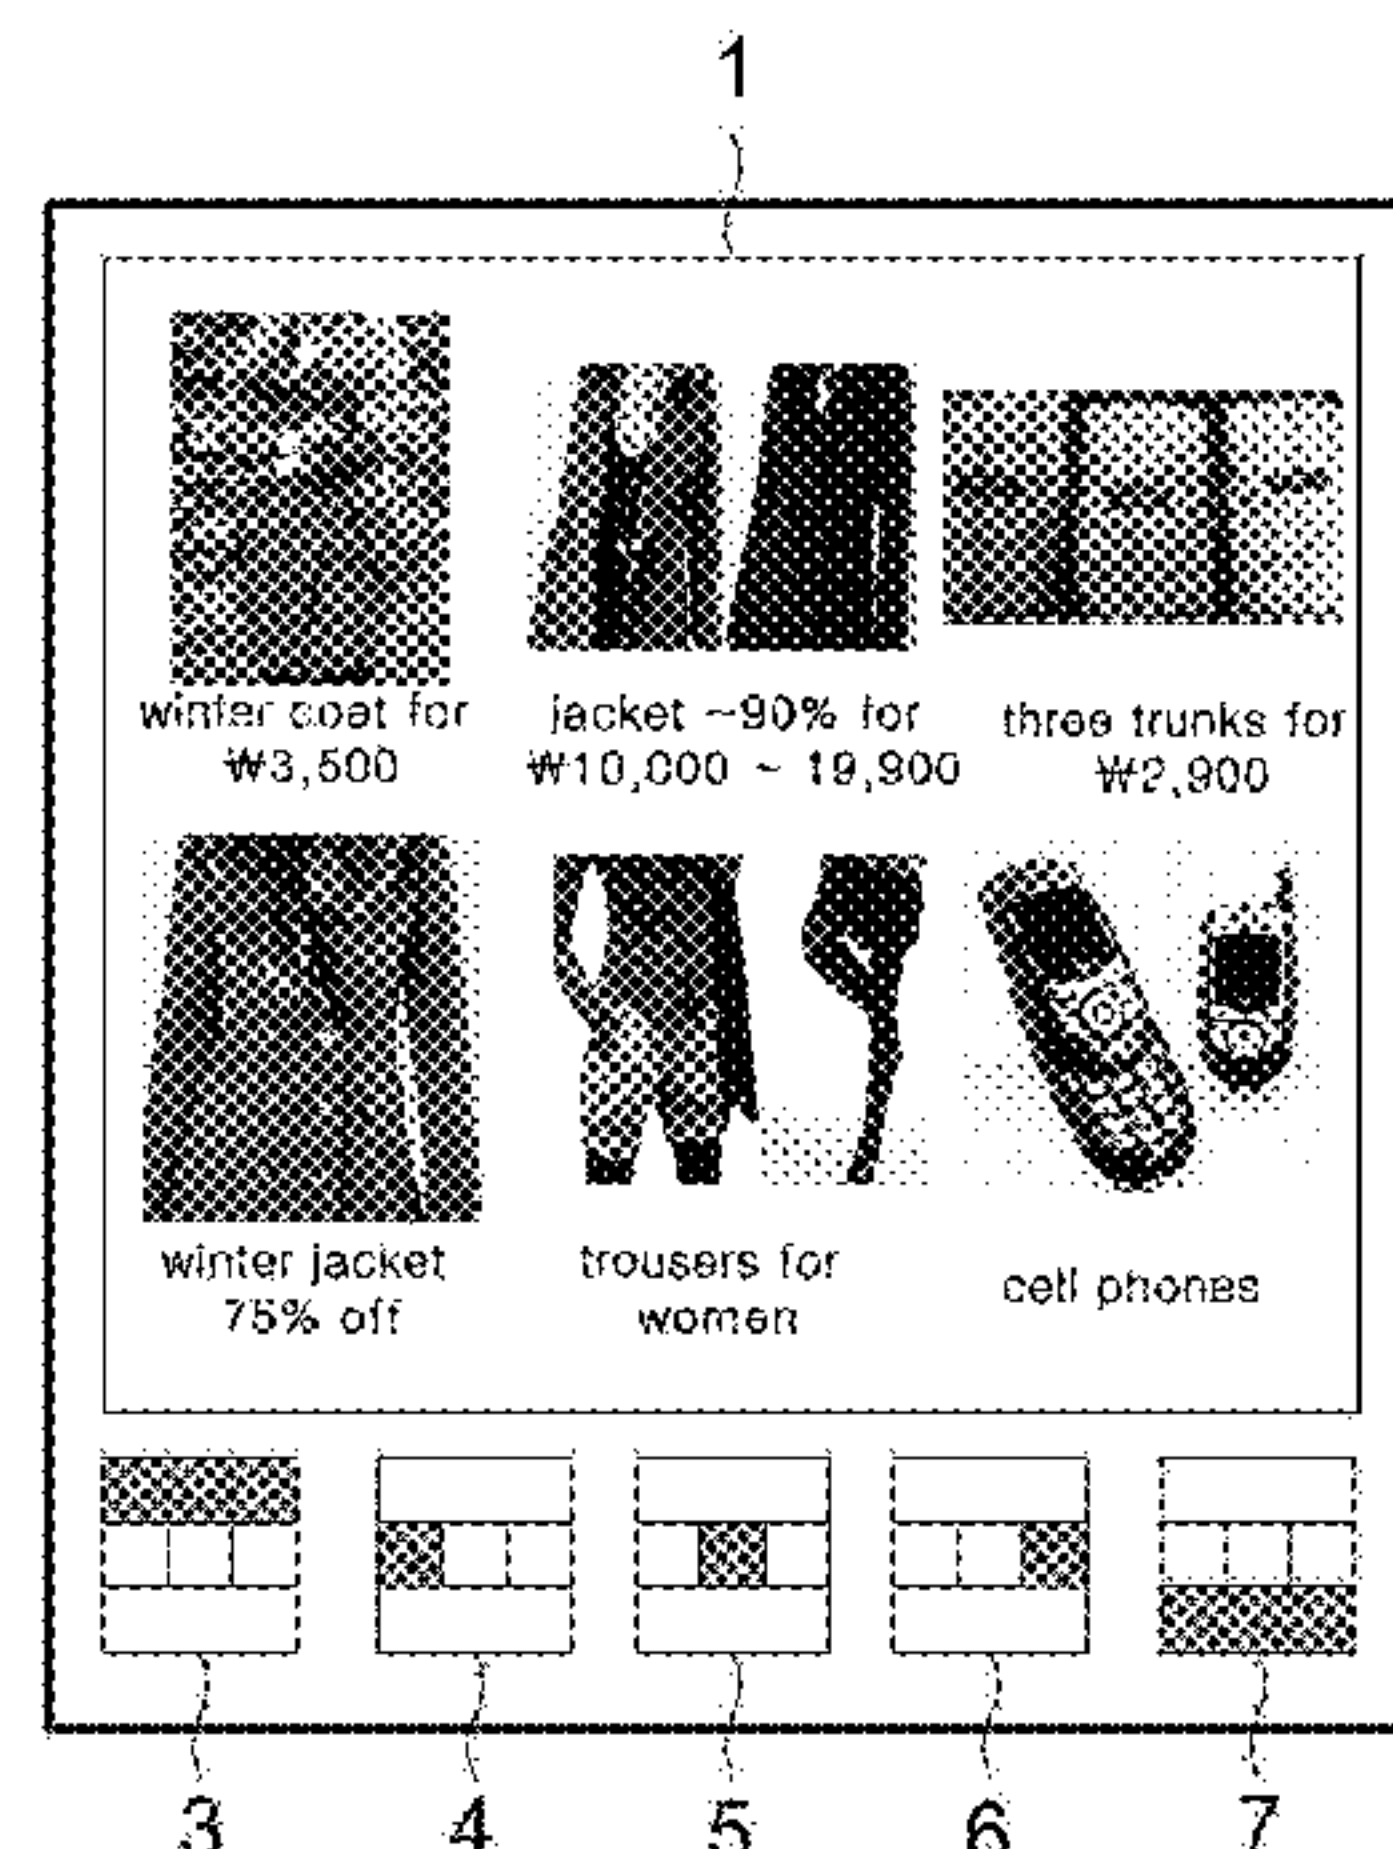 1
winter coat for
₩3,500
jacket ~90% for
₩10,000 ~ 19,900
three trunks for
₩2,900
winter jacket
75% off
trousers for
women
cell phones
3 4 5 6 7